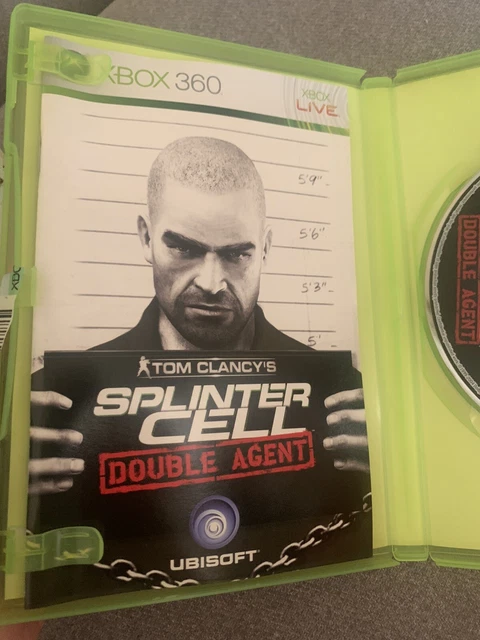 XBOX 360
XBOX
LIVE
5'9"
5'6"
5'3"
5'
TOM CLANCY'S
SPLINTER
CELL
DOUBLE AGENT
UBISOFT
DOUBLE AGENT